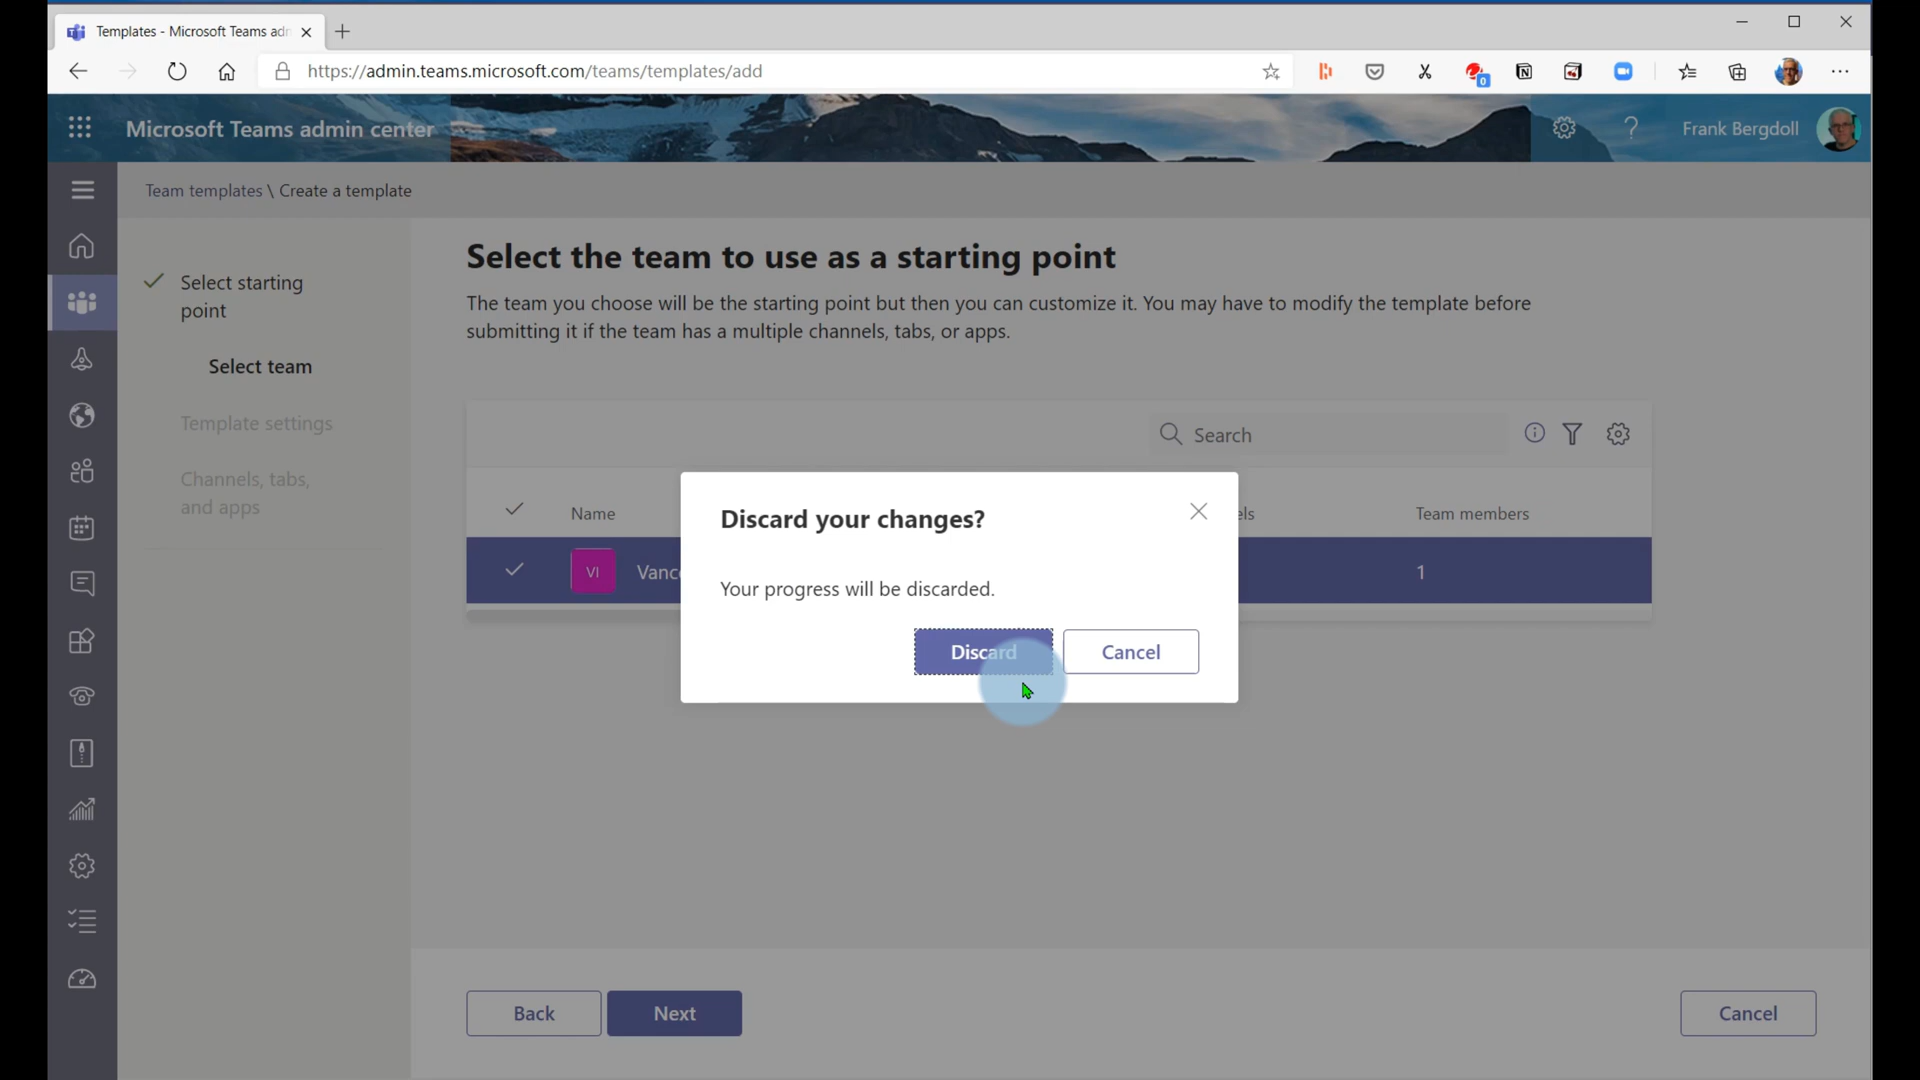 Templates - Microsoft Teams adn
https://admin.teams.microsoft.com/teams/templates/add
0
Microsoft Teams admin center
Frank Bergdoll
Team templates \ Create a template
Select starting
point
Select team
Template settings
Channels, tabs,
and apps
Select the team to use as a starting point
The team you choose will be the starting point but then you can customize it. You may have to modify the template before
submitting it if the team has a multiple channels, tabs, or apps.
Search
Name
els
Team members
VI
Vanc
1
Discard your changes?
Your progress will be discarded.
Discard
Cancel
Back
Next
Cancel